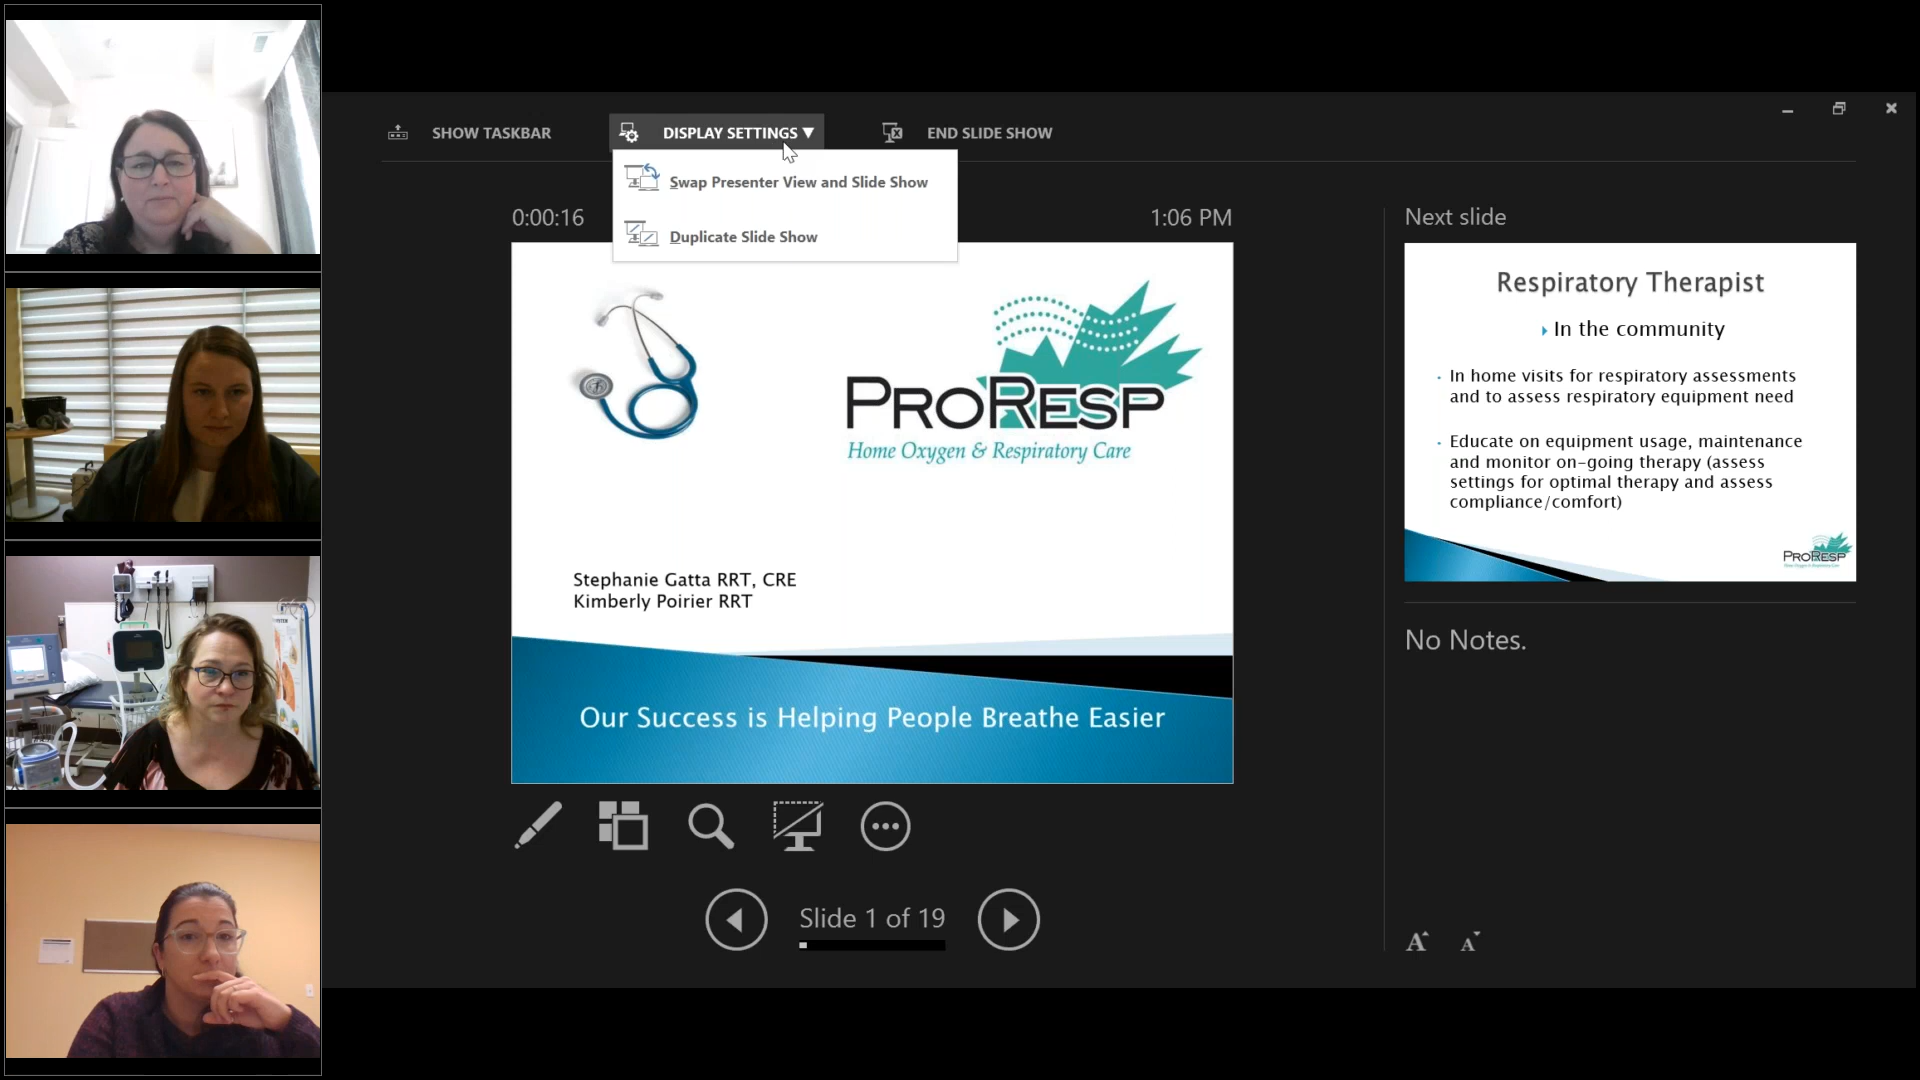 SHOW TASKBAR
DISPLAY SETTINGS ▼
END SLIDE SHOW
Swap Presenter View and Slide Show
Duplicate Slide Show
0:00:16
1:06 PM
PRORESP
Home Oxygen & Respiratory Care
Stephanie Gatta RRT, CRE
Kimberly Poirier RRT
Our Success is Helping People Breathe Easier
Slide 1 of 19
Next slide
Respiratory Therapist
In the community
In home visits for respiratory assessments
and to assess respiratory equipment need
Educate on equipment usage, maintenance
and monitor on-going therapy (assess
settings for optimal therapy and assess
compliance/comfort)
PRORESP
Home Oxygen & Respiratory Care
No Notes.
A A